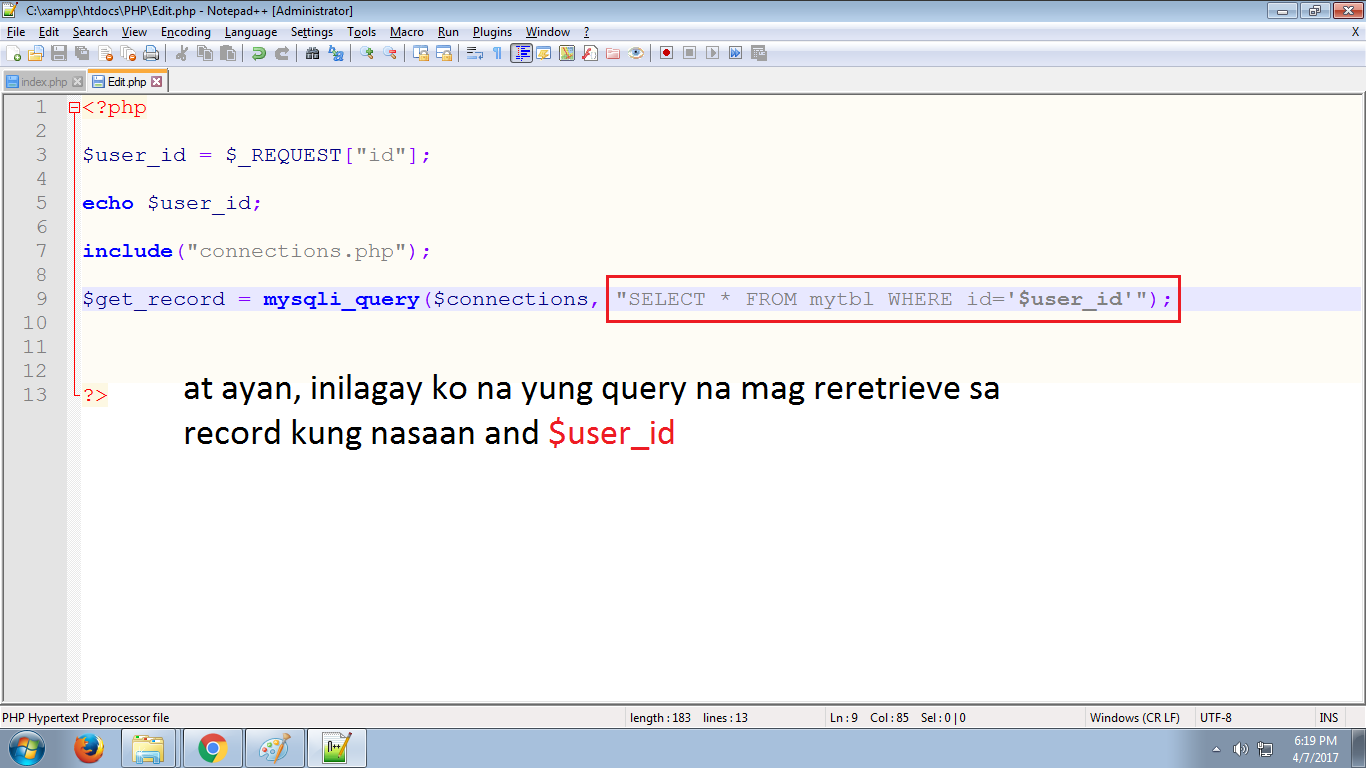 C:\xampp\htdocs\PHP\Edit.php - Notepad++ [Administrator]
File Edit Search View Encoding Language Settings Tools Macro Run Plugins Window ? X
index.php Edit.php
1 <?php
2
3 $user_id = $_REQUEST["id"];
4
5 echo $user_id;
6
7 include("connections.php");
8
9 $get_record = mysqli_query($connections, "SELECT * FROM mytbl WHERE id='$user_id'");
10
11
12
13 ?>
at ayan, inilagay ko na yung query na mag reretrieve sa
record kung nasaan and $user_id
PHP Hypertext Preprocessor file length : 183 lines : 13 Ln : 9 Col : 85 Sel : 0 | 0 Windows (CR LF) UTF-8 INS
6:19 PM
4/7/2017